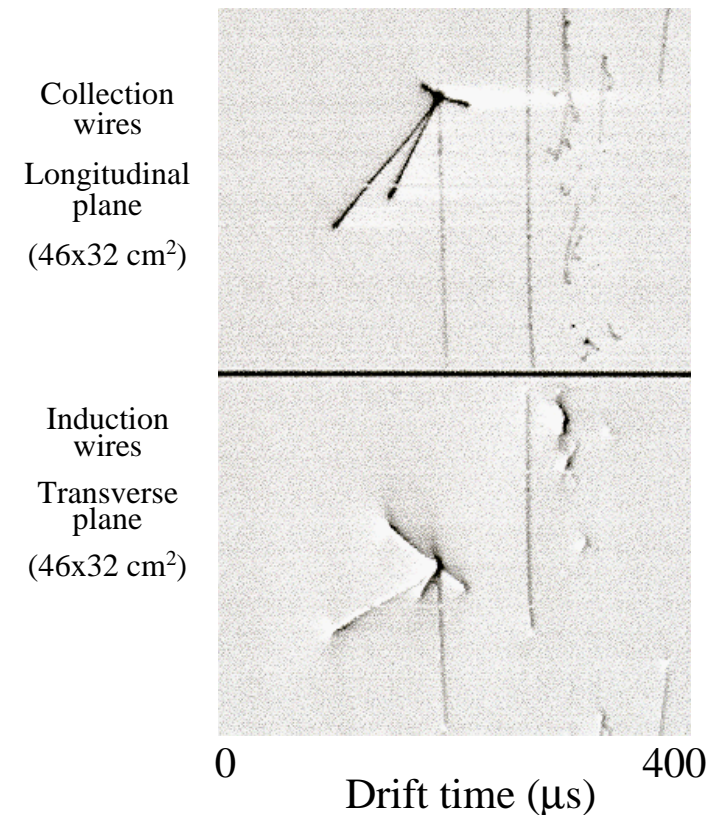 Collection
wires
Longitudinal
plane
(46x32 cm²)
Induction
wires
Transverse
plane
(46x32 cm²)
0 400
Drift time (μs)